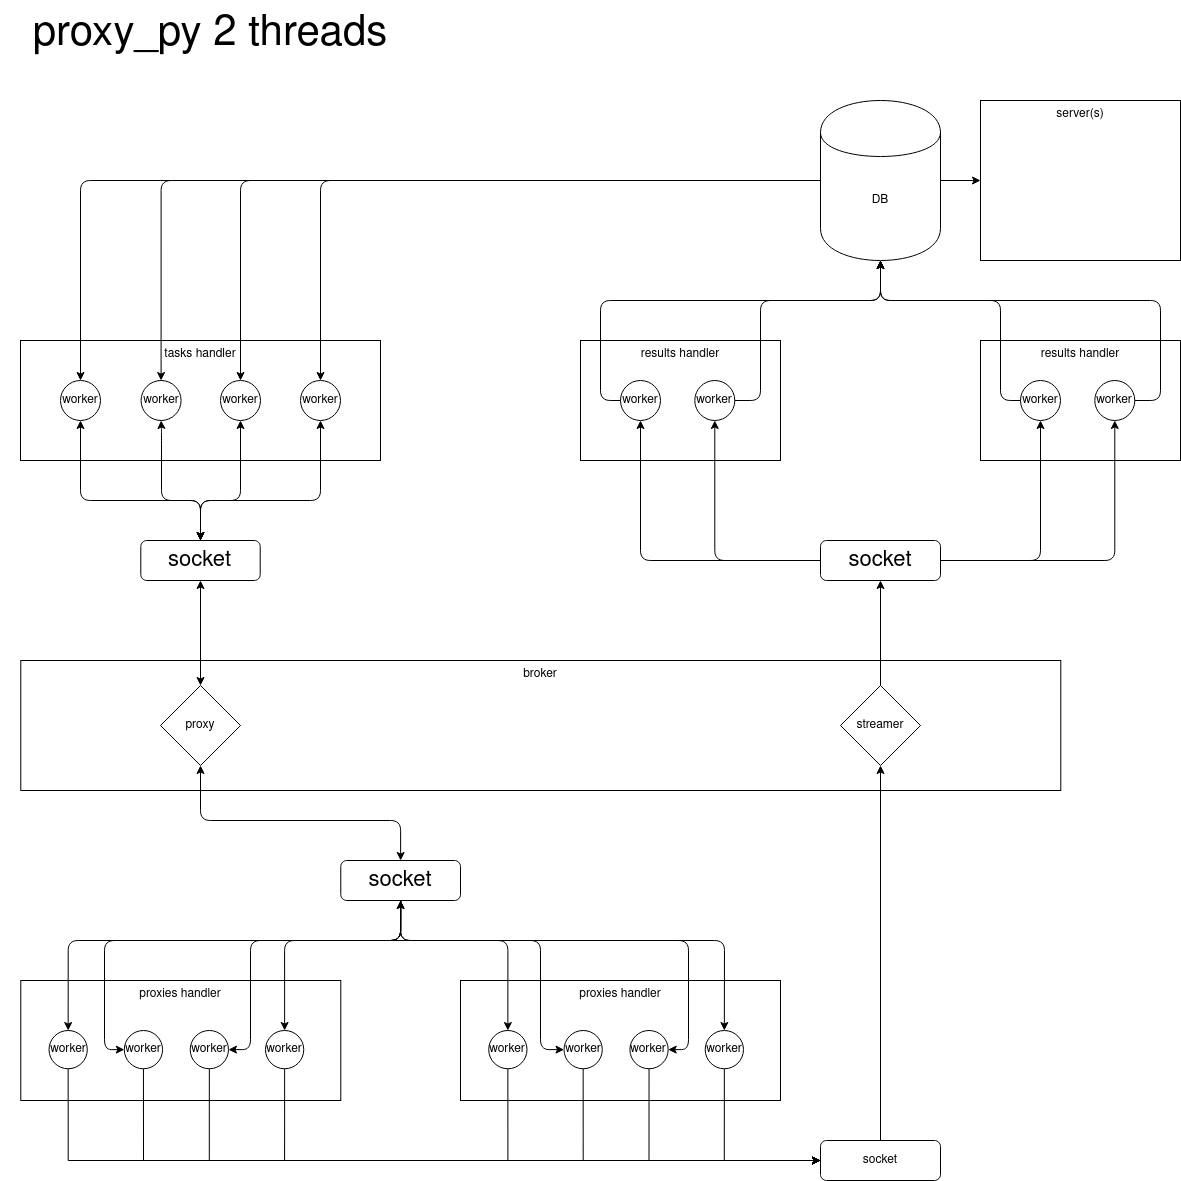 proxy_py 2 threads
server(s)
DB
tasks handler
results handler
results handler
worker
worker
worker
worker
worker
worker
worker
worker
socket
socket
broker
proxy
streamer
socket
proxies handler
proxies handler
worker
worker
worker
worker
worker
worker
worker
worker
socket